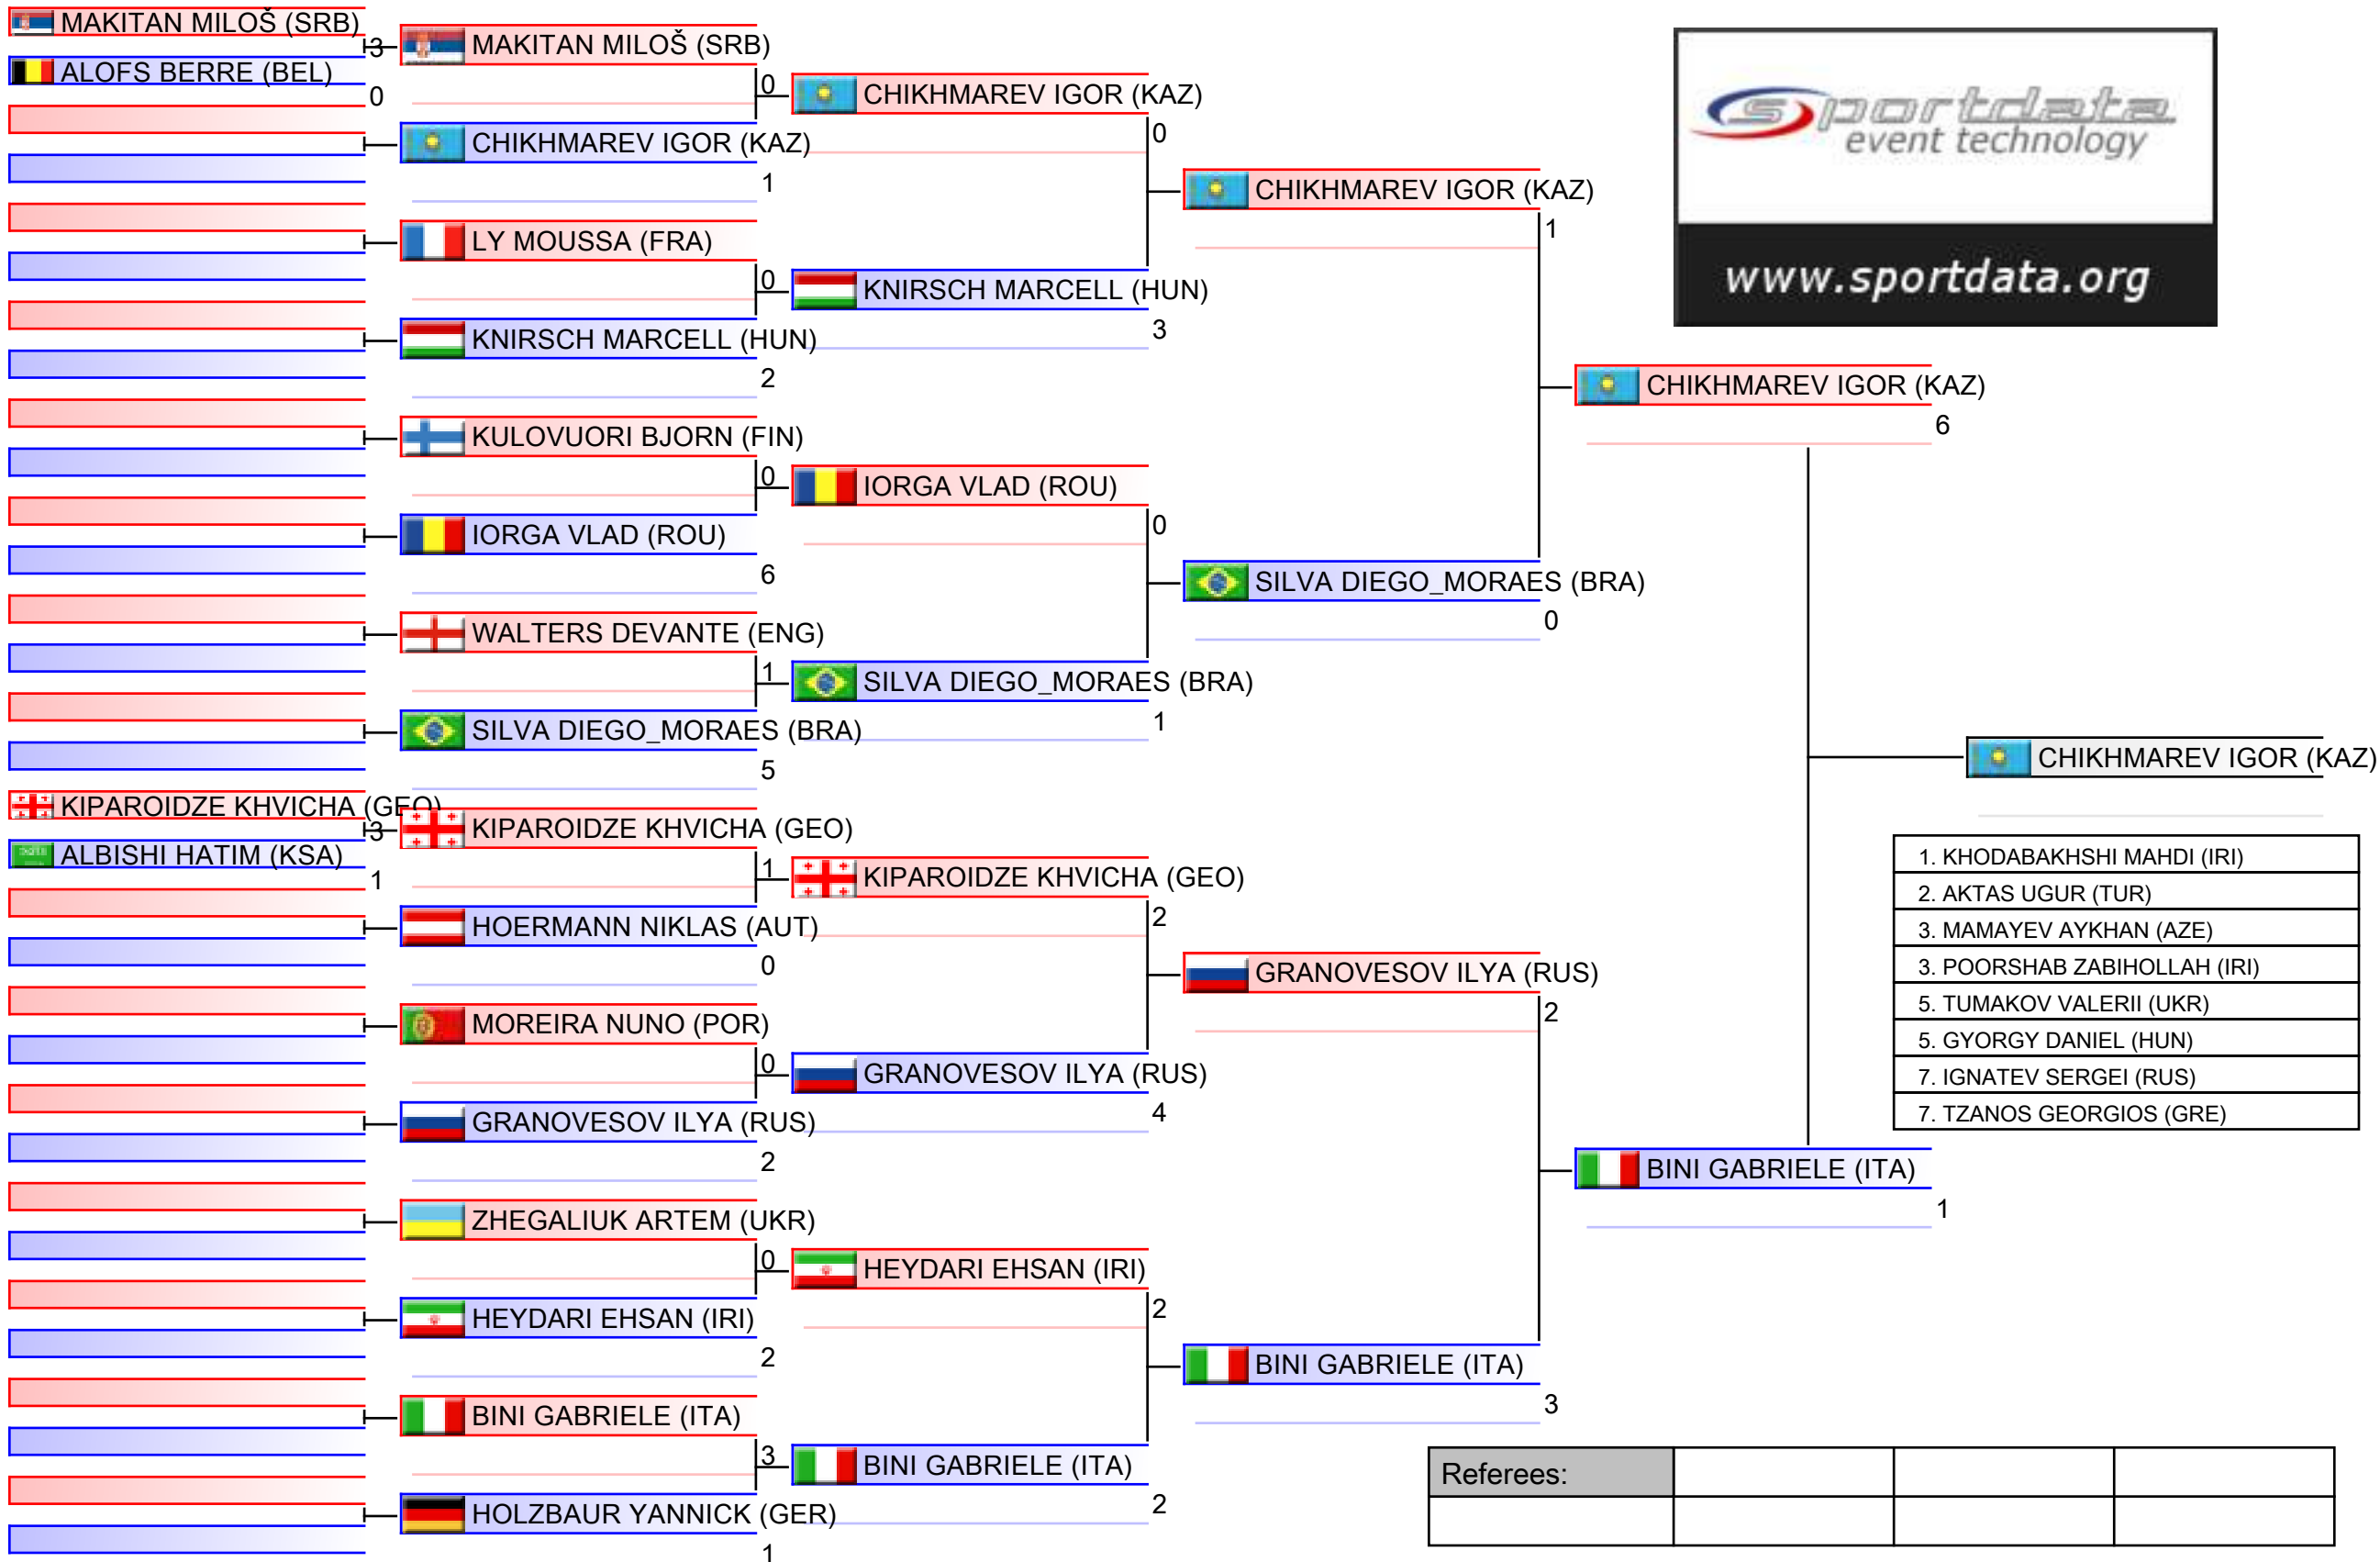 MAKITAN MILOŠ (SRB)
3
ALOFS BERRE (BEL)
0
KIPAROIDZE KHVICHA (GEO)
3
ALBISHI HATIM (KSA)
1
MAKITAN MILOŠ (SRB)
0
CHIKHMAREV IGOR (KAZ)
1
LY MOUSSA (FRA)
0
KNIRSCH MARCELL (HUN)
2
KULOVUORI BJORN (FIN)
0
IORGA VLAD (ROU)
6
WALTERS DEVANTE (ENG)
1
SILVA DIEGO_MORAES (BRA)
5
KIPAROIDZE KHVICHA (GEO)
1
HOERMANN NIKLAS (AUT)
0
MOREIRA NUNO (POR)
0
GRANOVESOV ILYA (RUS)
2
ZHEGALIUK ARTEM (UKR)
0
HEYDARI EHSAN (IRI)
2
BINI GABRIELE (ITA)
3
HOLZBAUR YANNICK (GER)
1
CHIKHMAREV IGOR (KAZ)
0
KNIRSCH MARCELL (HUN)
3
IORGA VLAD (ROU)
0
SILVA DIEGO_MORAES (BRA)
1
KIPAROIDZE KHVICHA (GEO)
2
GRANOVESOV ILYA (RUS)
4
HEYDARI EHSAN (IRI)
2
BINI GABRIELE (ITA)
2
CHIKHMAREV IGOR (KAZ)
1
SILVA DIEGO_MORAES (BRA)
0
GRANOVESOV ILYA (RUS)
2
BINI GABRIELE (ITA)
3
CHIKHMAREV IGOR (KAZ)
6
BINI GABRIELE (ITA)
1
CHIKHMAREV IGOR (KAZ)
sportdata
event technology
www.sportdata.org
1. KHODABAKHSHI MAHDI (IRI)
2. AKTAS UGUR (TUR)
3. MAMAYEV AYKHAN (AZE)
3. POORSHAB ZABIHOLLAH (IRI)
5. TUMAKOV VALERII (UKR)
5. GYORGY DANIEL (HUN)
7. IGNATEV SERGEI (RUS)
7. TZANOS GEORGIOS (GRE)
Referees: